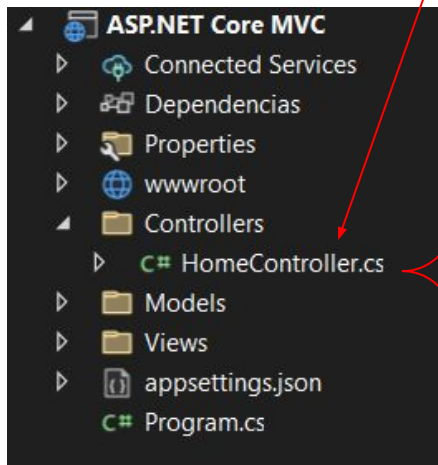 ASP.NET Core MVC
Connected Services
Dependencias
Properties
wwwroot
Controllers
C# HomeController.cs
Models
Views
appsettings.json
C# Program.cs